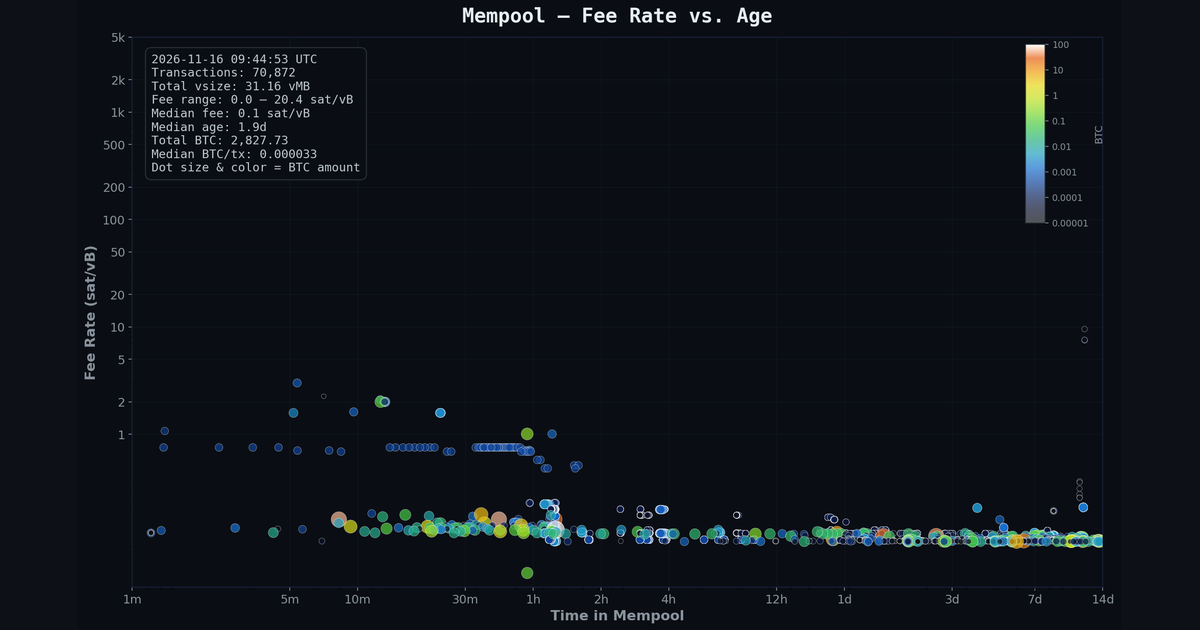 Mempool — Fee Rate vs. Age
2026-11-16 09:44:53 UTC
Transactions: 70,872
Total vsize: 31.16 vMB
Fee range: 0.0 — 20.4 sat/vB
Median fee: 0.1 sat/vB
Median age: 1.9d
Total BTC: 2,827.73
Median BTC/tx: 0.000033
Dot size & color = BTC amount
100
10
1
0.1
0.01
0.001
0.0001
0.00001
BTC
Fee Rate (sat/vB)
5k
2k
1k
500
200
100
50
20
10
5
2
1
1m
5m
10m
30m
1h
2h
4h
12h
1d
3d
7d
14d
Time in Mempool